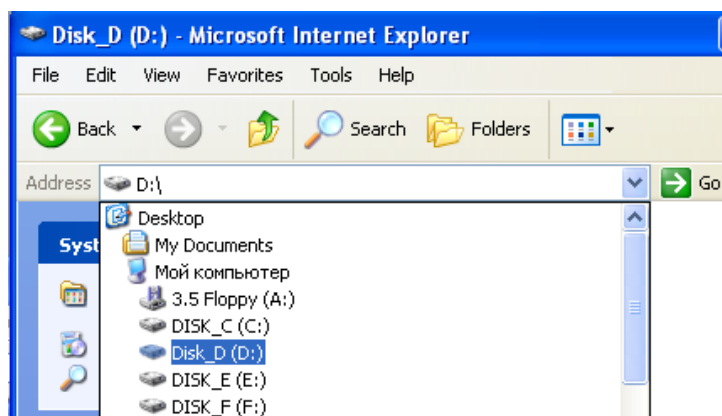 Disk_D (D:) - Microsoft Internet Explorer
File Edit View Favorites Tools Help
Back Search Folders
Address D:\ Go
Desktop
Syst My Documents
Мой компьютер
3.5 Floppy (A:)
DISK_C (C:)
Disk_D (D:)
DISK_E (E:)
DISK_F (F:)